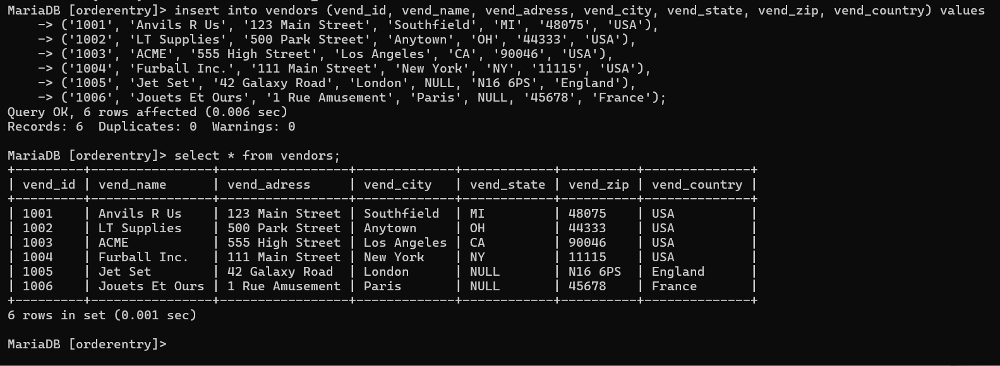 MariaDB [orderentry]> insert into vendors (vend_id, vend_name, vend_adress, vend_city, vend_state, vend_zip, vend_country) values
    -> ('1001', 'Anvils R Us', '123 Main Street', 'Southfield', 'MI', '48075', 'USA'),
    -> ('1002', 'LT Supplies', '500 Park Street', 'Anytown', 'OH', '44333', 'USA'),
    -> ('1003', 'ACME', '555 High Street', 'Los Angeles', 'CA', '90046', 'USA'),
    -> ('1004', 'Furball Inc.', '111 Main Street', 'New York', 'NY', '11115', 'USA'),
    -> ('1005', 'Jet Set', '42 Galaxy Road', 'London', NULL, 'N16 6PS', 'England'),
    -> ('1006', 'Jouets Et Ours', '1 Rue Amusement', 'Paris', NULL, '45678', 'France');
Query OK, 6 rows affected (0.006 sec)
Records: 6  Duplicates: 0  Warnings: 0

MariaDB [orderentry]> select * from vendors;
+---------+----------------+-----------------+-------------+------------+----------+--------------+
| vend_id | vend_name      | vend_adress     | vend_city   | vend_state | vend_zip | vend_country |
+---------+----------------+-----------------+-------------+------------+----------+--------------+
| 1001    | Anvils R Us    | 123 Main Street | Southfield  | MI         | 48075    | USA          |
| 1002    | LT Supplies    | 500 Park Street | Anytown     | OH         | 44333    | USA          |
| 1003    | ACME           | 555 High Street | Los Angeles | CA         | 90046    | USA          |
| 1004    | Furball Inc.   | 111 Main Street | New York    | NY         | 11115    | USA          |
| 1005    | Jet Set        | 42 Galaxy Road  | London      | NULL       | N16 6PS  | England      |
| 1006    | Jouets Et Ours | 1 Rue Amusement | Paris       | NULL       | 45678    | France       |
+---------+----------------+-----------------+-------------+------------+----------+--------------+
6 rows in set (0.001 sec)

MariaDB [orderentry]>